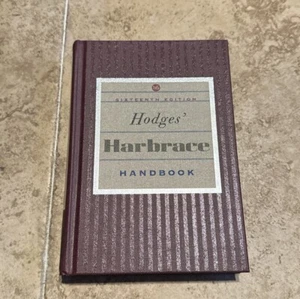 SIXTEENTH EDITION
Hodges'
Harbrace
HANDBOOK